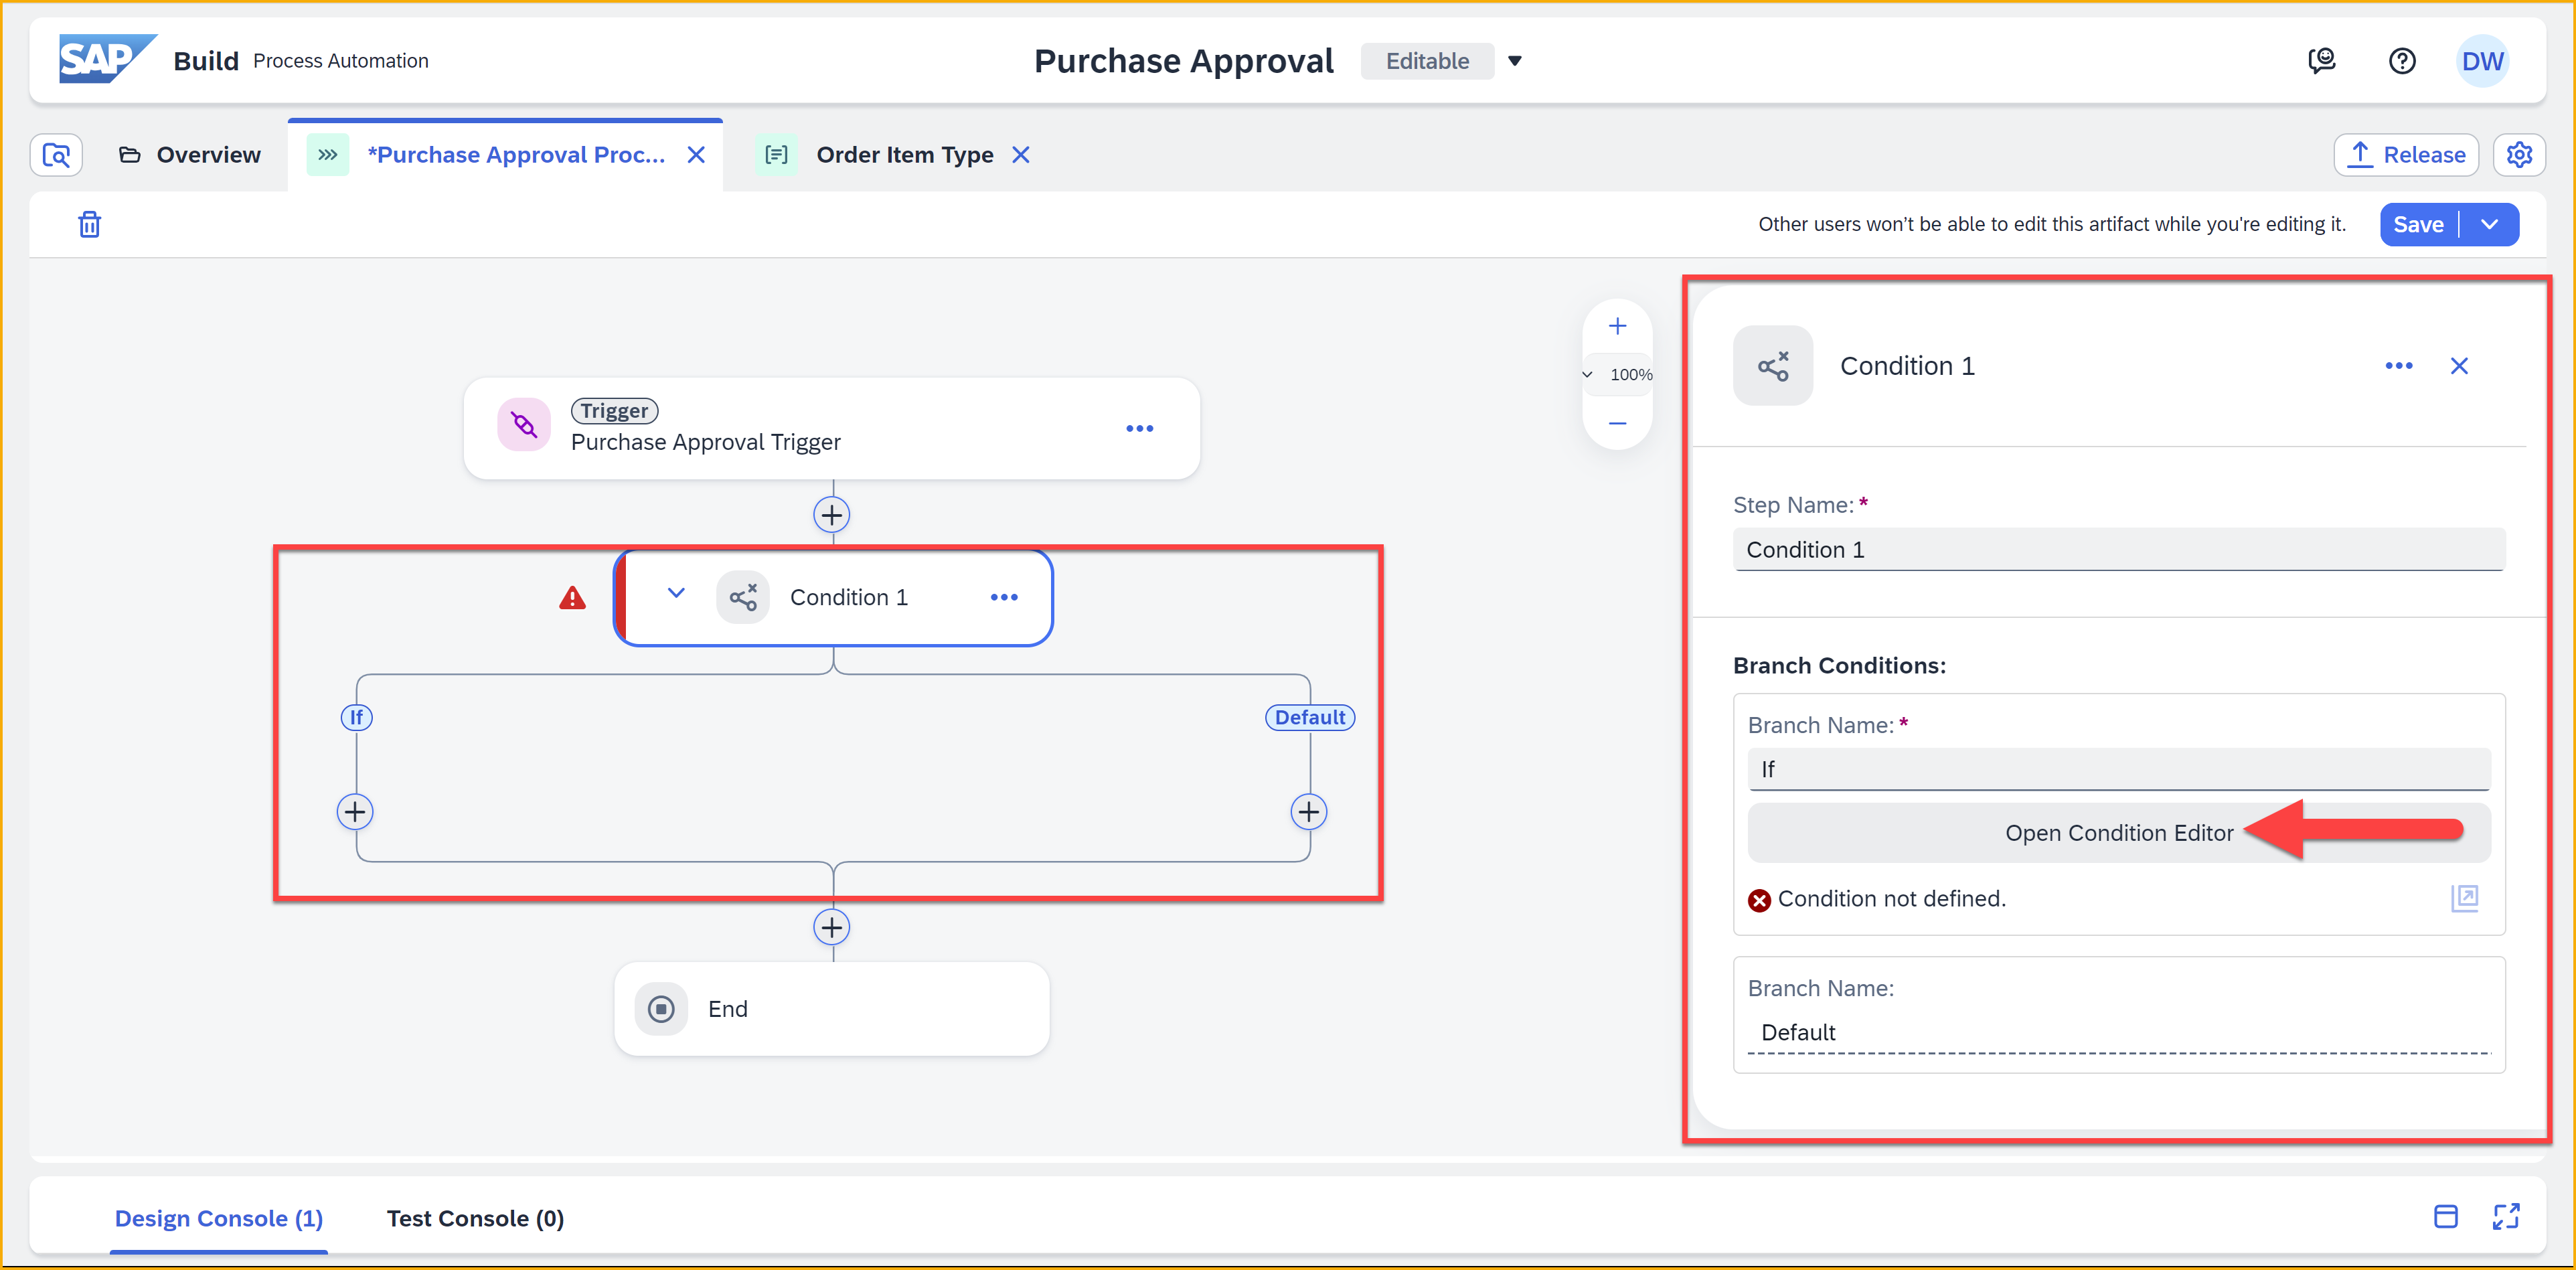 SAP Build Process Automation
Purchase Approval Editable
DW
Overview
*Purchase Approval Proc...
Order Item Type
Release
Other users won't be able to edit this artifact while you're editing it.
Save
100%
Trigger
Purchase Approval Trigger
Condition 1
If
Default
End
Condition 1
Step Name: *
Condition 1
Branch Conditions:
Branch Name: *
If
Open Condition Editor
Condition not defined.
Branch Name:
Default
Design Console (1)
Test Console (0)